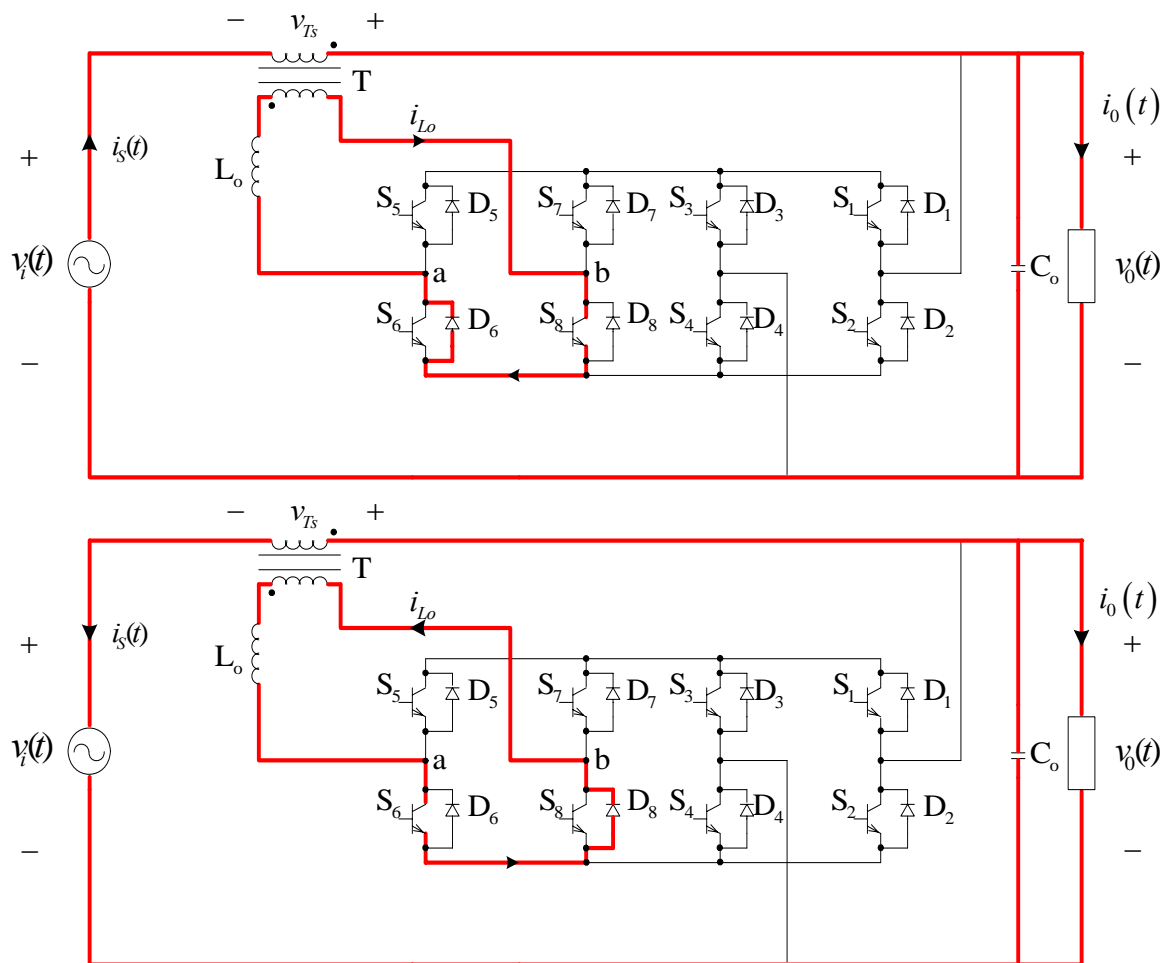 − v_Ts +
T
i_Lo
i_0(t)
+ i_S(t) +
L_o
S_5 D_5 S_7 D_7 S_3 D_3 S_1 D_1
v_i(t) a b C_o v_0(t)
S_6 D_6 S_8 D_8 S_4 D_4 S_2 D_2
− −
− v_Ts +
T
i_Lo
i_0(t)
+ i_S(t) +
L_o
S_5 D_5 S_7 D_7 S_3 D_3 S_1 D_1
v_i(t) a b C_o v_0(t)
S_6 D_6 S_8 D_8 S_4 D_4 S_2 D_2
− −